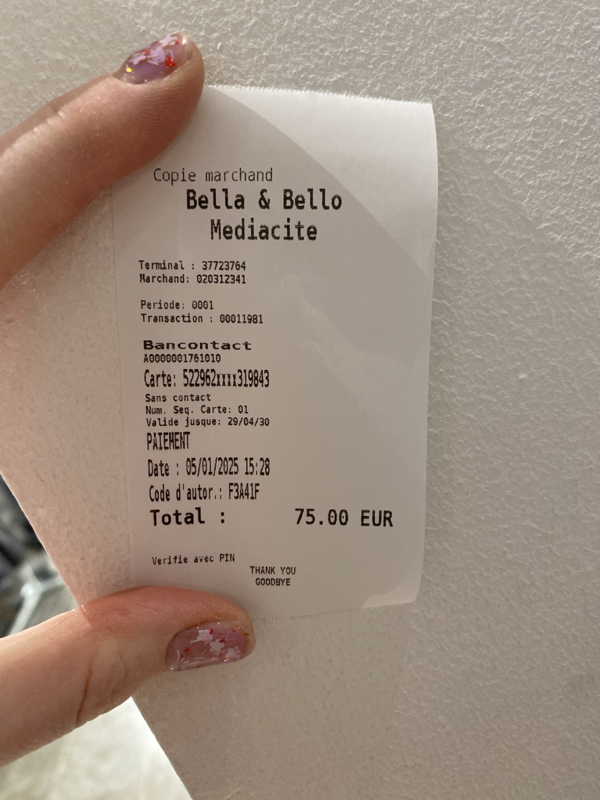 Copie marchand
Bella & Bello
Mediacite
Terminal : 37723764
Marchand: 020312341
Periode: 0001
Transaction : 00011981
Bancontact
A0000001761010
Carte: 522962xxxx319843
Sans contact
Num. Seq. Carte: 01
Valide jusque: 29/04/30
PAIEMENT
Date : 05/01/2025 15:28
Code d'autor.: F3A41F
Total : 75.00 EUR
Verifie avec PIN
THANK YOU
GOODBYE